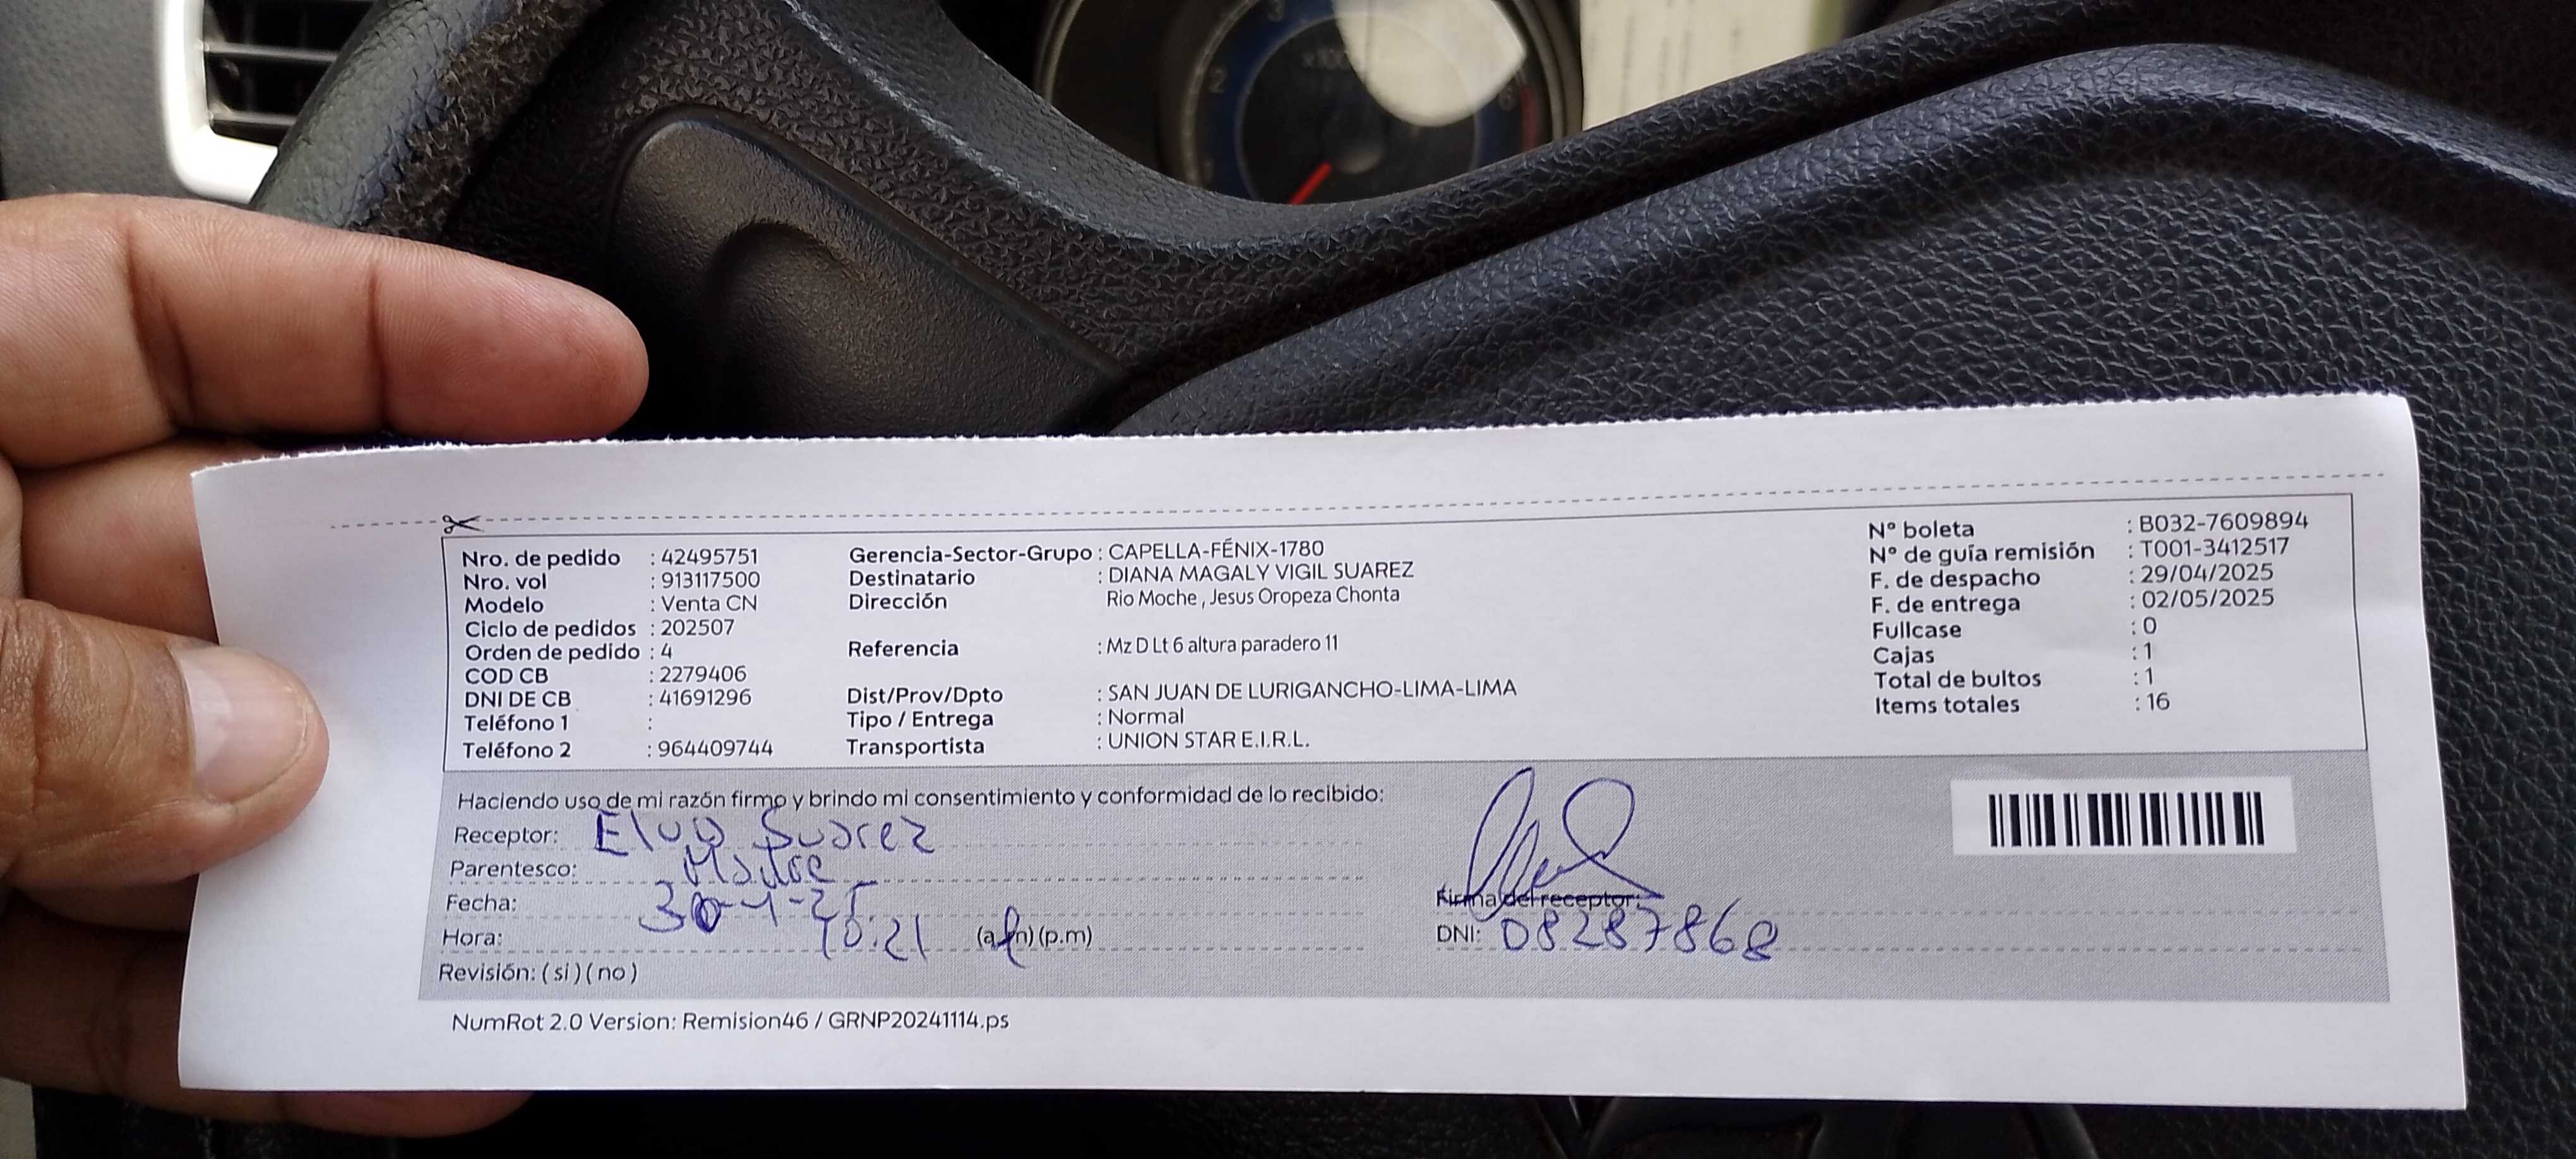 Nro. de pedido : 42495751
Nro. vol : 913117500
Modelo : Venta CN
Ciclo de pedidos : 202507
Orden de pedido : 4
COD CB : 2279406
DNI DE CB : 41691296
Teléfono 1 :
Teléfono 2 : 964409744
Gerencia-Sector-Grupo : CAPELLA-FÉNIX-1780
Destinatario : DIANA MAGALY VIGIL SUAREZ
Dirección Rio Moche , Jesus Oropeza Chonta
Referencia : Mz D Lt 6 altura paradero 11
Dist/Prov/Dpto : SAN JUAN DE LURIGANCHO-LIMA-LIMA
Tipo / Entrega : Normal
Transportista : UNION STAR E.I.R.L.
N° boleta : B032-7609894
N° de guía remisión : T001-3412517
F. de despacho : 29/04/2025
F. de entrega : 02/05/2025
Fullcase : 0
Cajas : 1
Total de bultos : 1
Items totales : 16
Haciendo uso de mi razón firmo y brindo mi consentimiento y conformidad de lo recibido:
Receptor: Suarez
Parentesco: Madre
Fecha: 30-4-25
Hora: 10:21 (a.m) (p.m)
Revisión: ( si ) ( no )
Firma del receptor:
DNI: 08287868
NumRot 2.0 Version: Remision46 / GRNP20241114.ps